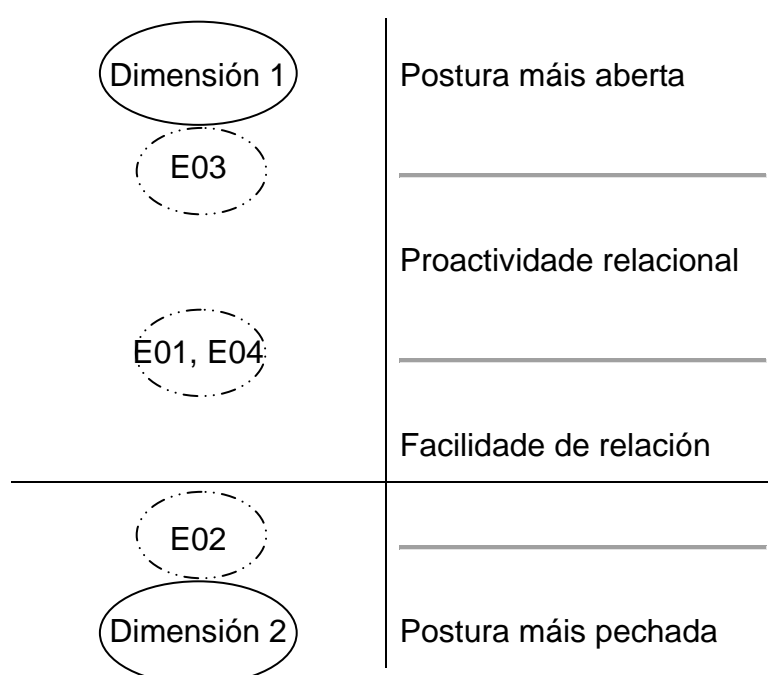 Dimensión 1
Postura máis aberta
E03
Proactividade relacional
E01, E04
Facilidade de relación
E02
Dimensión 2
Postura máis pechada